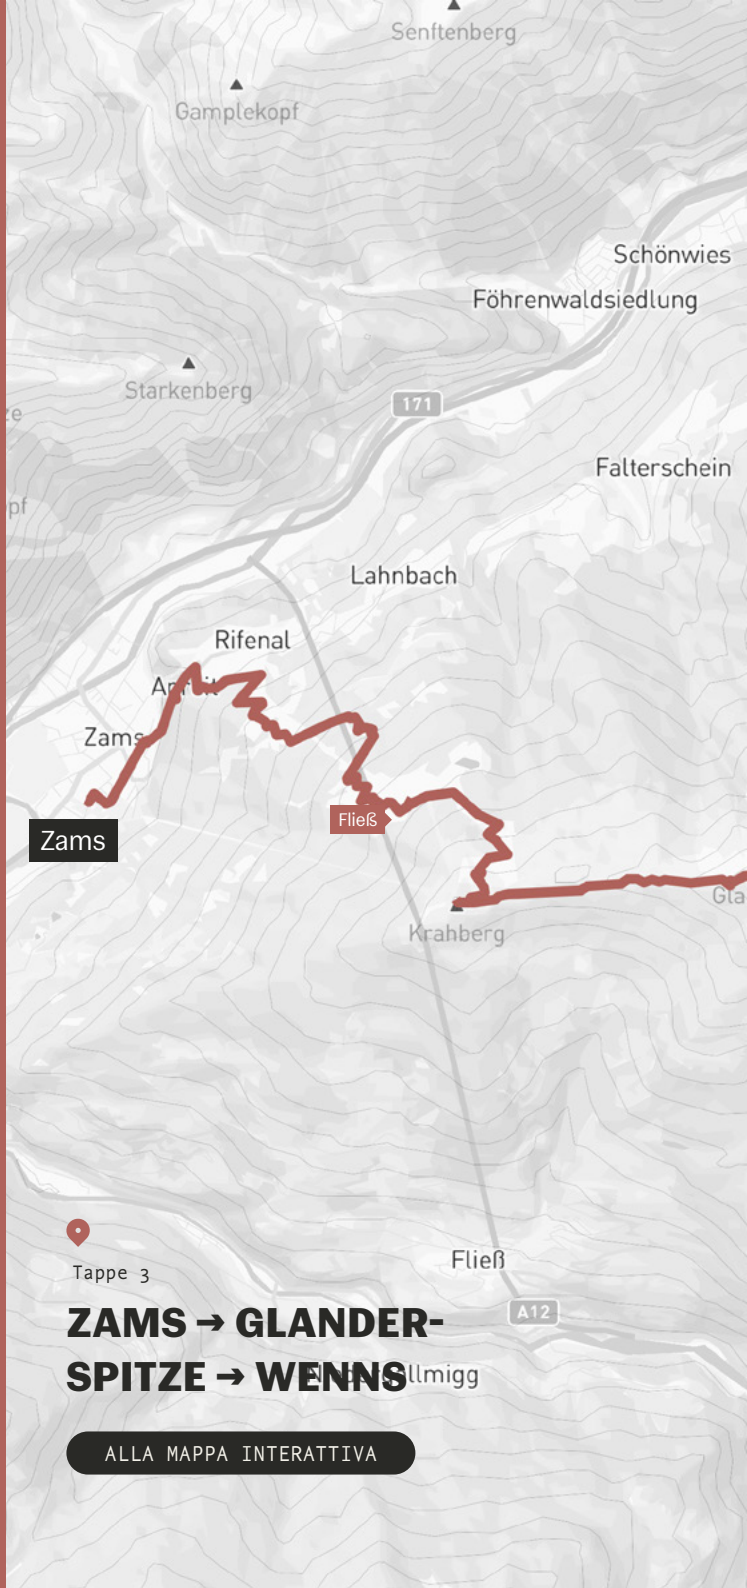 Senftenberg
Gamplekopf
Schönwies
Föhrenwaldsiedlung
Starkenberg
171
Falterschein
Lahnbach
Rifenal
Zams
Zams
Fließ
Krahberg
Fließ
A12
Tappe 3
ZAMS → GLANDER-
SPITZE → WENNS
ALLA MAPPA INTERATTIVA